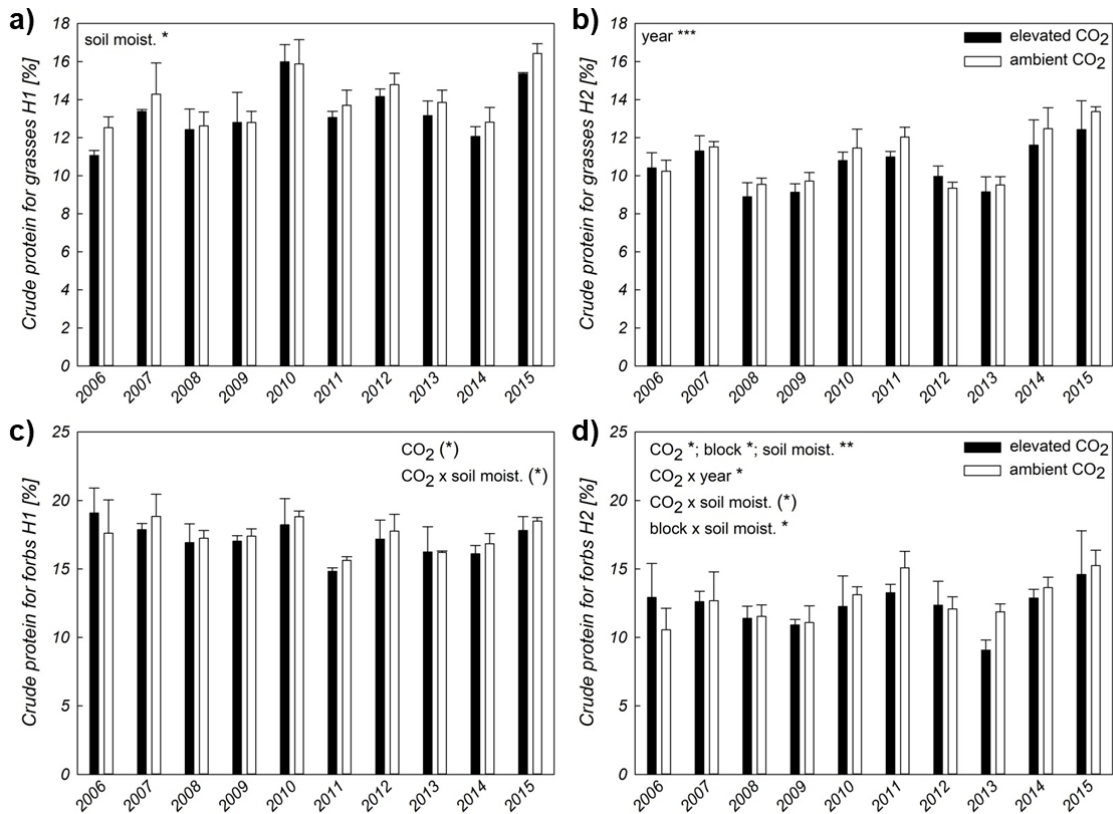 a)
Crude protein for grasses H1 [%]
18
16
14
12
10
8
6
4
2
0
soil moist. *
2006 2007 2008 2009 2010 2011 2012 2013 2014 2015
b)
Crude protein for grasses H2 [%]
18
16
14
12
10
8
6
4
2
0
year ***
elevated CO2
ambient CO2
2006 2007 2008 2009 2010 2011 2012 2013 2014 2015
c)
Crude protein for forbs H1 [%]
25
20
15
10
5
0
CO2 (*)
CO2 x soil moist. (*)
2006 2007 2008 2009 2010 2011 2012 2013 2014 2015
d)
Crude protein for forbs H2 [%]
25
20
15
10
5
0
CO2 *; block *; soil moist. **
CO2 x year *
CO2 x soil moist. (*)
block x soil moist. *
elevated CO2
ambient CO2
2006 2007 2008 2009 2010 2011 2012 2013 2014 2015